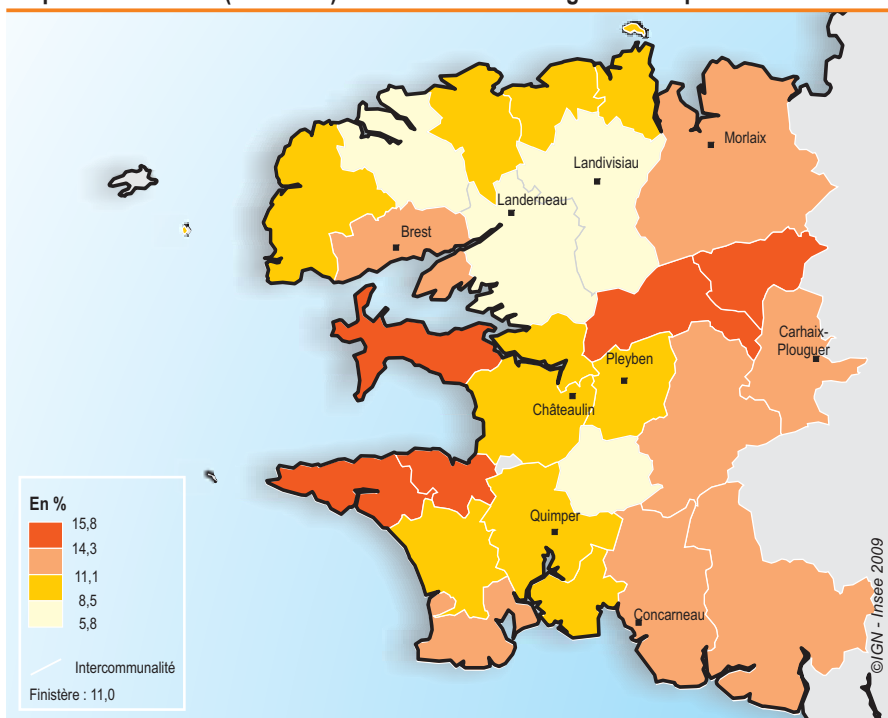 Morlaix
Landivisiau
Landerneau
Brest
Carhaix-
Plouguer
Pleyben
Châteaulin
Quimper
Concarneau
En %
15,8
14,3
11,1
8,5
5,8
Intercommunalité
Finistère : 11,0
©IGN - Insee 2009